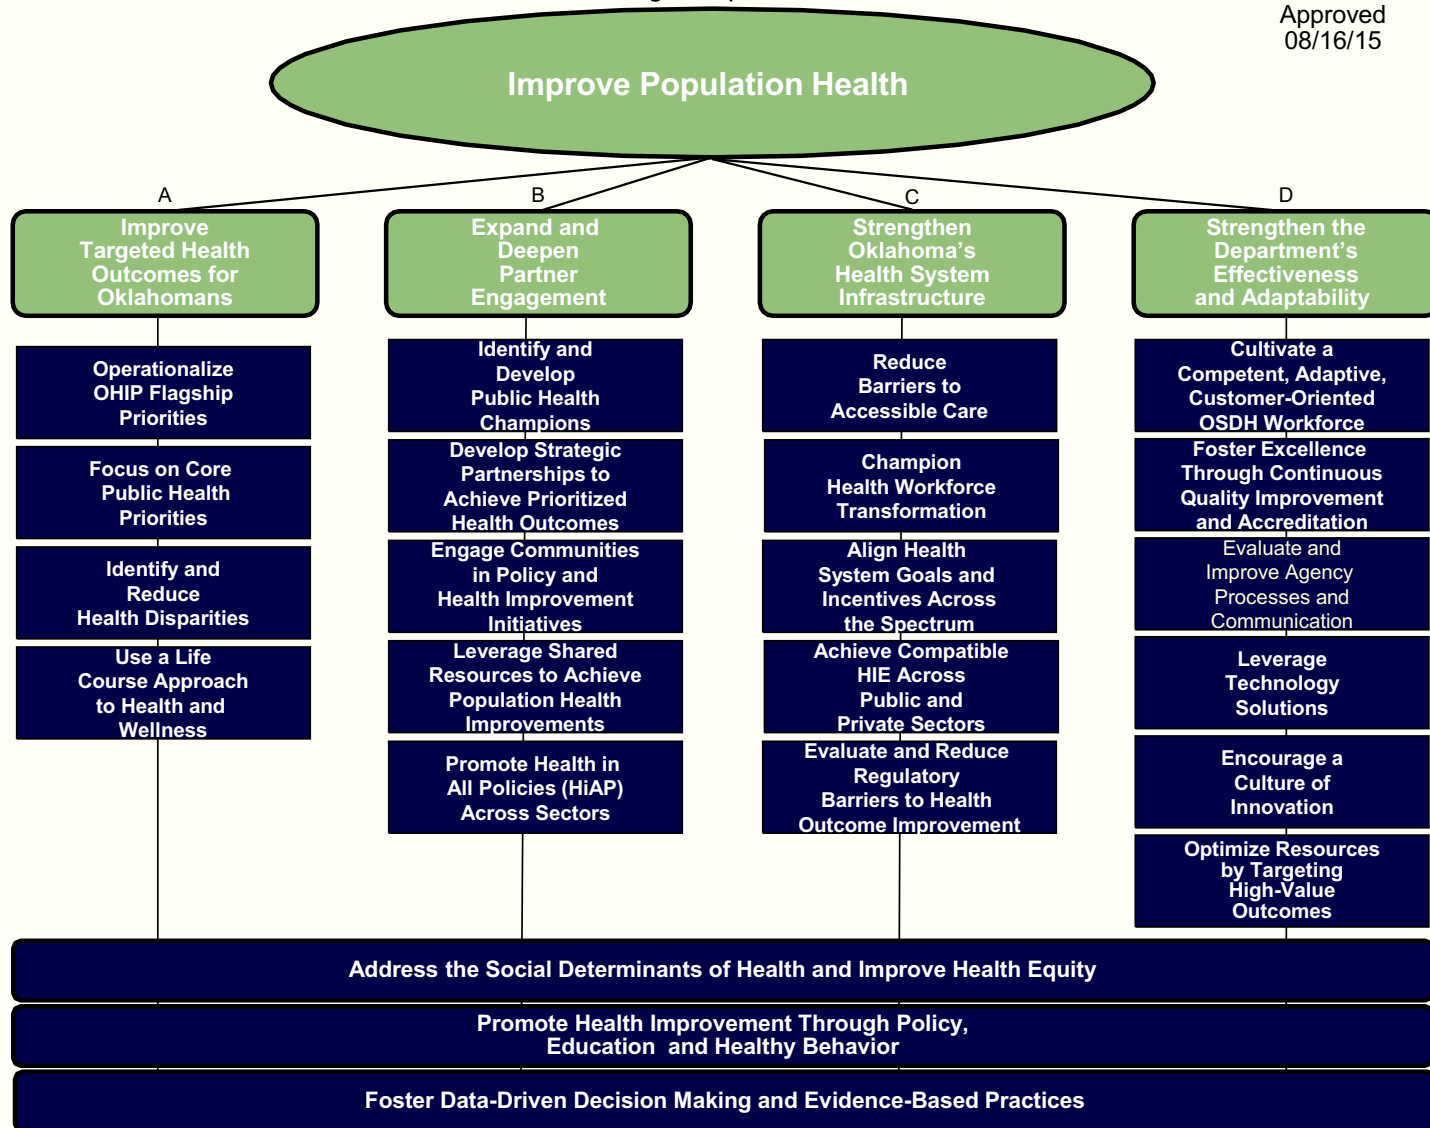 Approved
08/16/15
Improve Population Health
A
B
C
D
Improve
Targeted Health
Outcomes for
Oklahomans
Expand and
Deepen
Partner
Engagement
Strengthen
Oklahoma's
Health System
Infrastructure
Strengthen the
Department's
Effectiveness
and Adaptability
Operationalize
OHIP Flagship
Priorities
Focus on Core
Public Health
Priorities
Identify and
Reduce
Health Disparities
Use a Life
Course Approach
to Health and
Wellness
Identify and
Develop
Public Health
Champions
Develop Strategic
Partnerships to
Achieve Prioritized
Health Outcomes
Engage Communities
in Policy and
Health Improvement
Initiatives
Leverage Shared
Resources to Achieve
Population Health
Improvements
Promote Health in
All Policies (HiAP)
Across Sectors
Reduce
Barriers to
Accessible Care
Champion
Health Workforce
Transformation
Align Health
System Goals and
Incentives Across
the Spectrum
Achieve Compatible
HIE Across
Public and
Private Sectors
Evaluate and Reduce
Regulatory
Barriers to Health
Outcome Improvement
Cultivate a
Competent, Adaptive,
Customer-Oriented
OSDH Workforce
Foster Excellence
Through Continuous
Quality Improvement
and Accreditation
Evaluate and
Improve Agency
Processes and
Communication
Leverage
Technology
Solutions
Encourage a
Culture of
Innovation
Optimize Resources
by Targeting
High-Value
Outcomes
Address the Social Determinants of Health and Improve Health Equity
Promote Health Improvement Through Policy,
Education  and Healthy Behavior
Foster Data-Driven Decision Making and Evidence-Based Practices